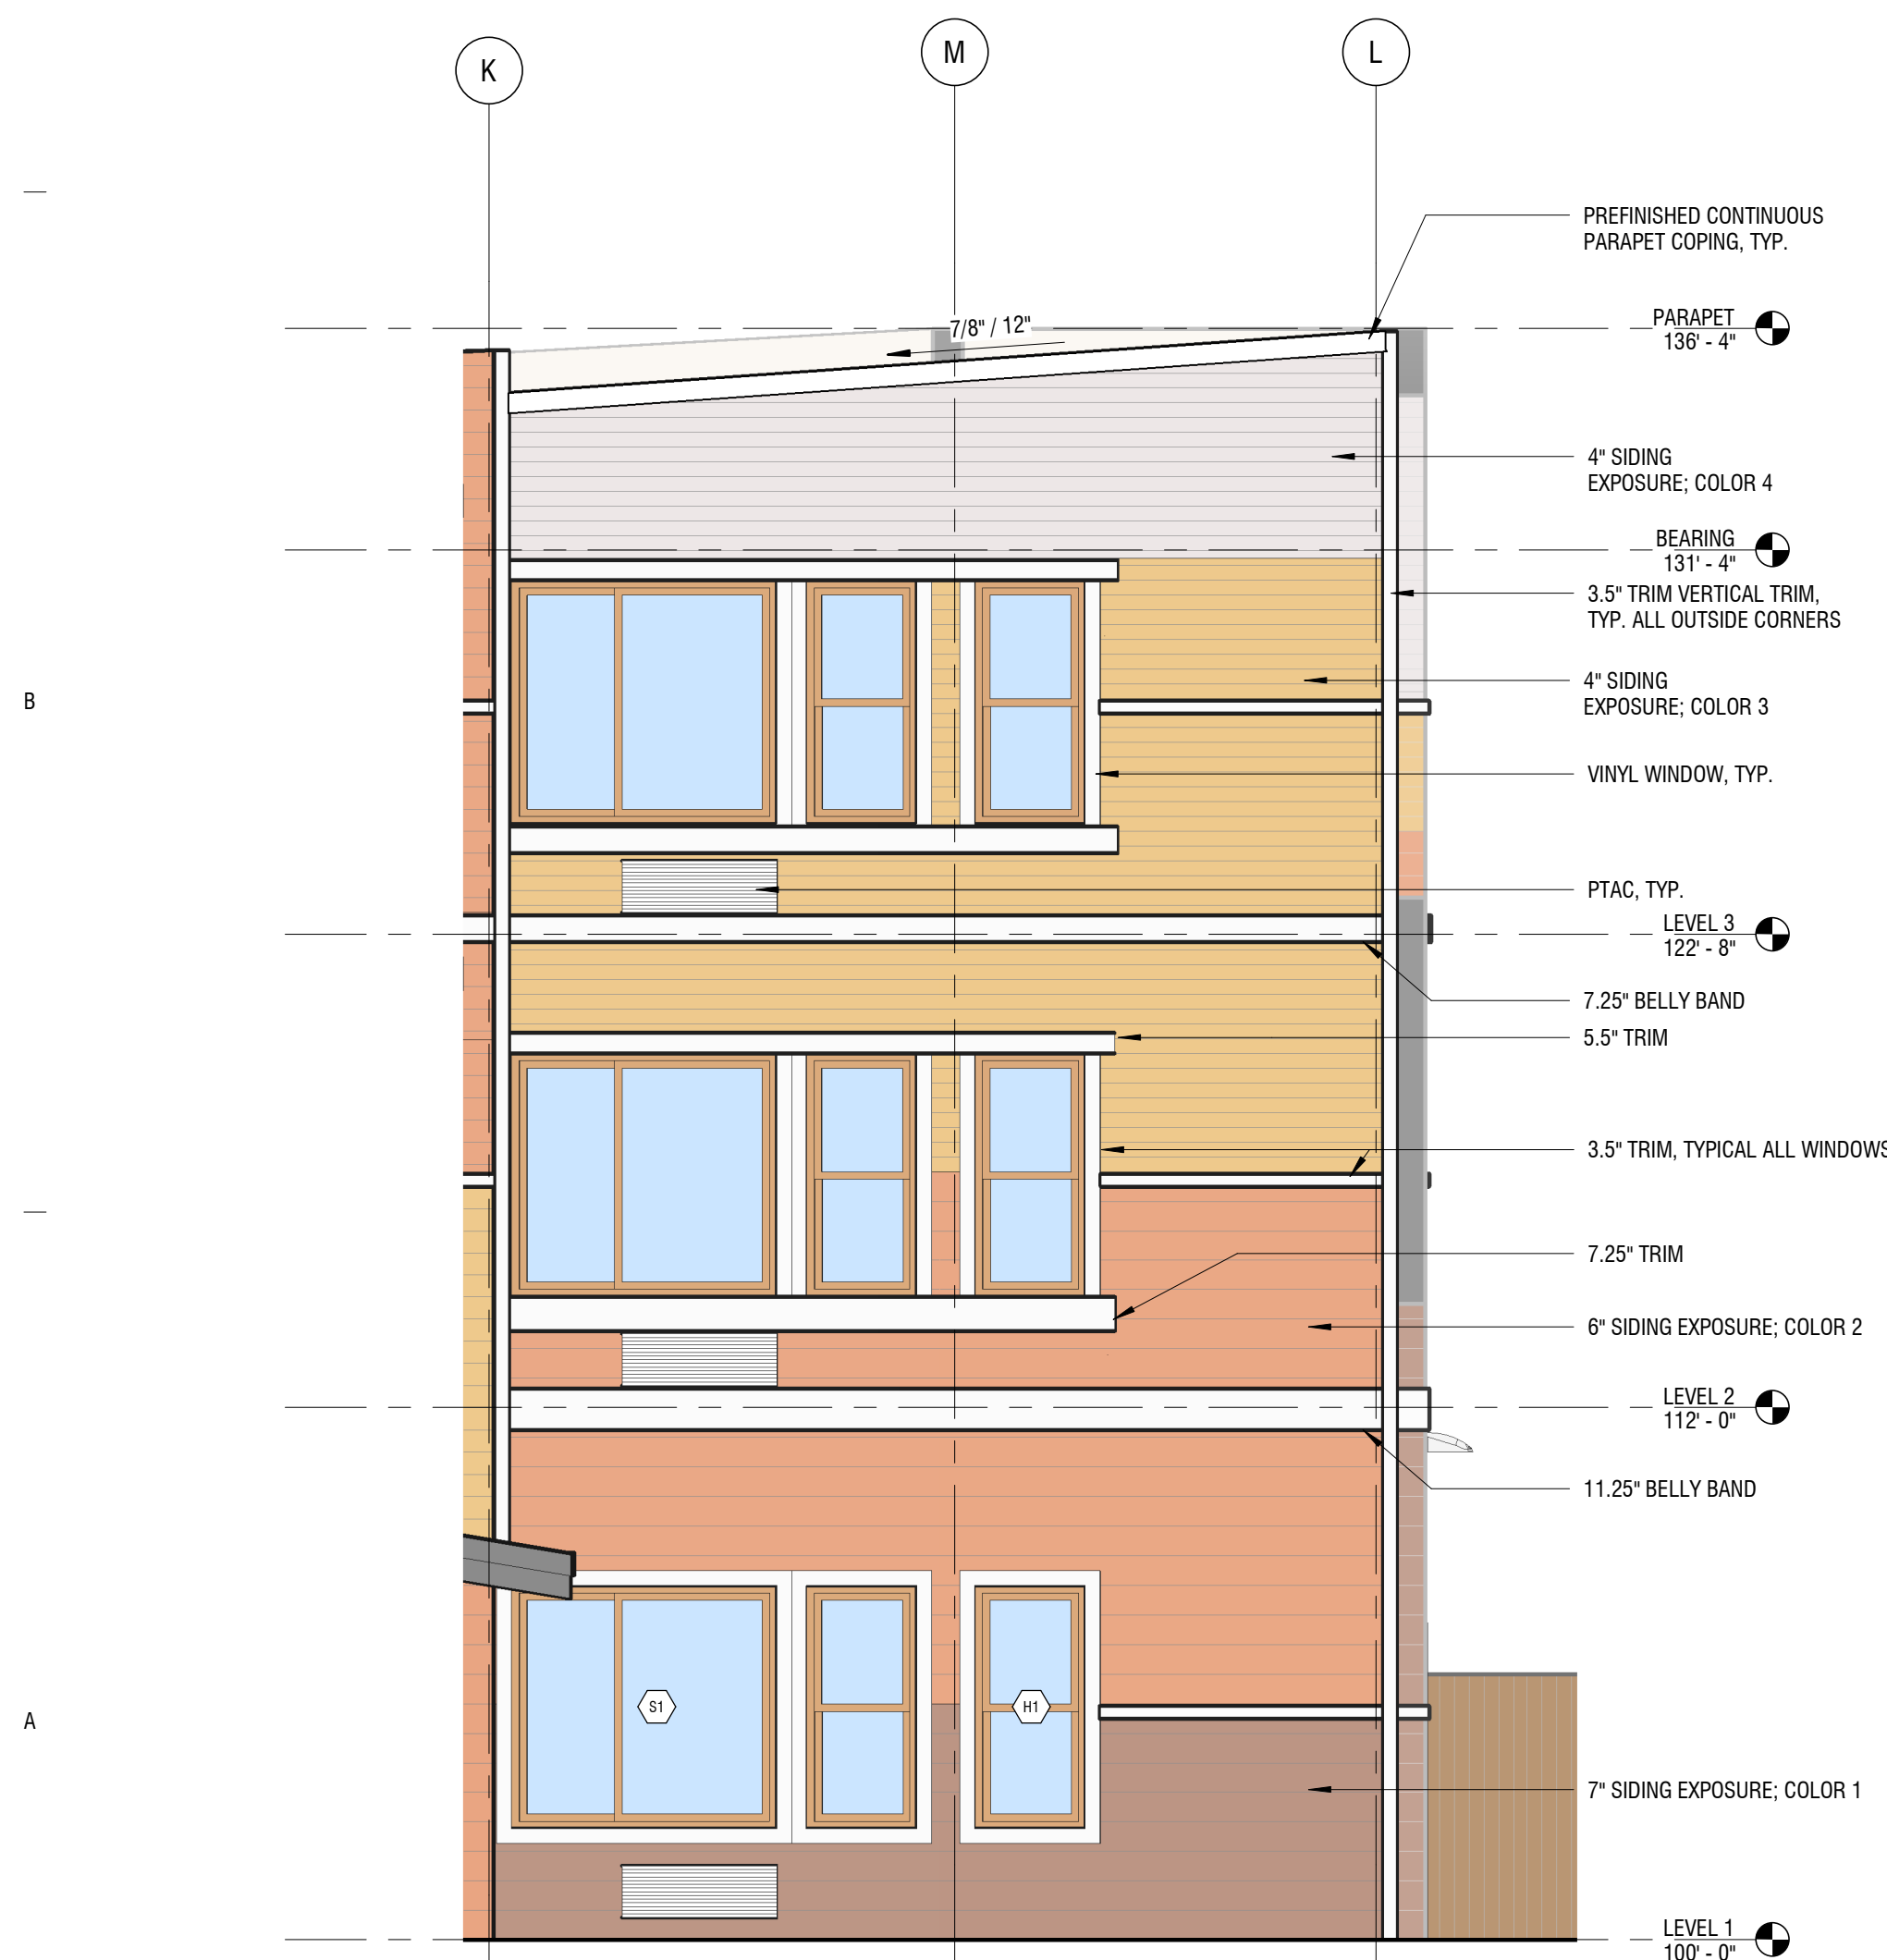 K
M
L
PREFINISHED CONTINUOUS
PARAPET COPING, TYP.
7/8" / 12"
PARAPET
136' - 4"
4" SIDING
EXPOSURE; COLOR 4
BEARING
131' - 4"
3.5" TRIM VERTICAL TRIM,
TYP. ALL OUTSIDE CORNERS
4" SIDING
EXPOSURE; COLOR 3
B
VINYL WINDOW, TYP.
PTAC, TYP.
LEVEL 3
122' - 8"
7.25" BELLY BAND
5.5" TRIM
3.5" TRIM, TYPICAL ALL WINDOWS
7.25" TRIM
6" SIDING EXPOSURE; COLOR 2
LEVEL 2
112' - 0"
11.25" BELLY BAND
S1
H1
A
7" SIDING EXPOSURE; COLOR 1
LEVEL 1
100' - 0"